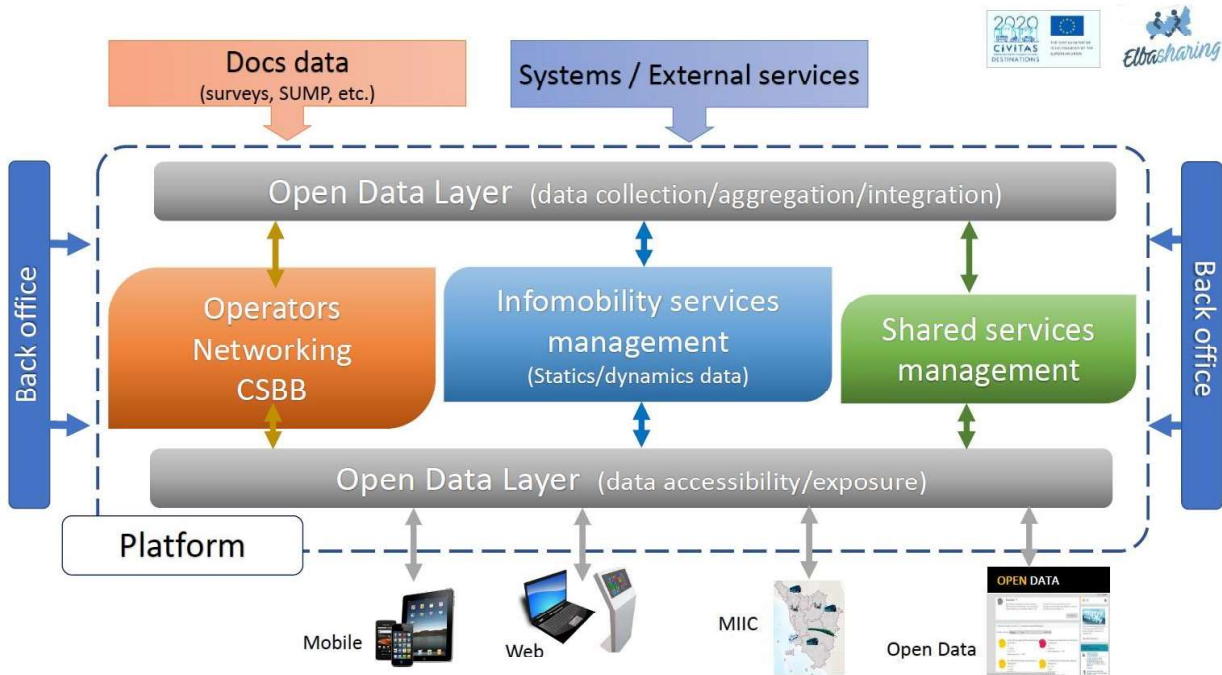 2020
CIVITAS
DESTINATIONS
Elbasharing
Docs data
(surveys, SUMP, etc.)
Systems / External services
Open Data Layer (data collection/aggregation/integration)
Back office
Back office
Operators
Networking
CSBB
Infomobility services
management
(Statics/dynamics data)
Shared services
management
Open Data Layer (data accessibility/exposure)
Platform
Mobile
Web
MIIC
Open Data
OPEN DATA